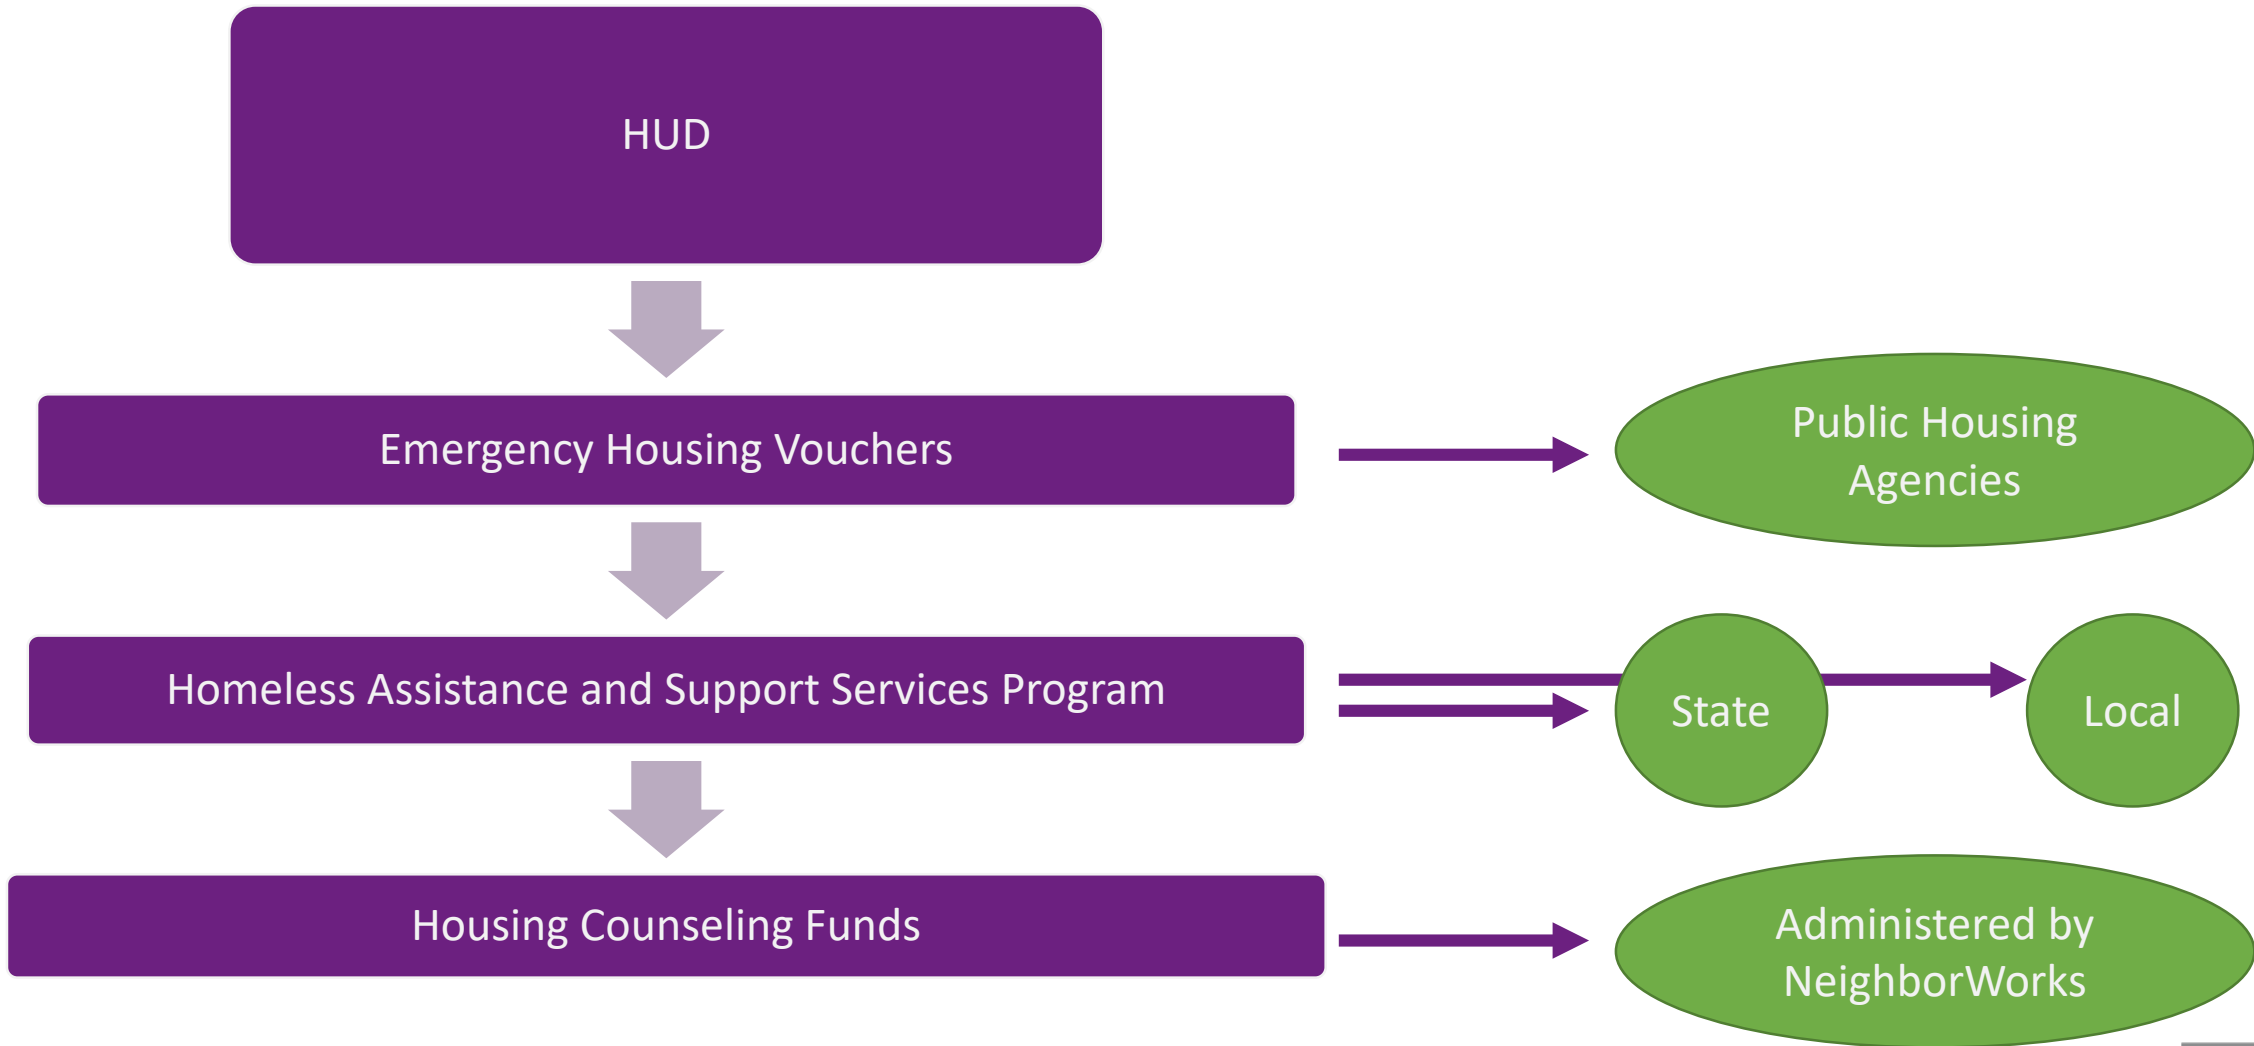 HUD
Emergency Housing Vouchers
Public Housing
Agencies
Homeless Assistance and Support Services Program
State
Local
Housing Counseling Funds
Administered by
NeighborWorks